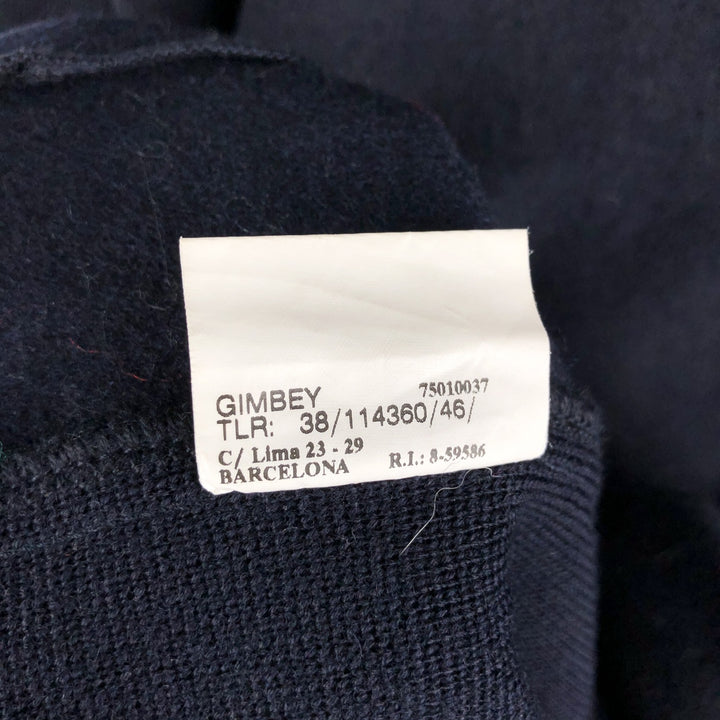 GIMBEY 75010037
TLR: 38/114360/46/
C/ Lima 23 - 29
BARCELONA R.I.: 8-59586